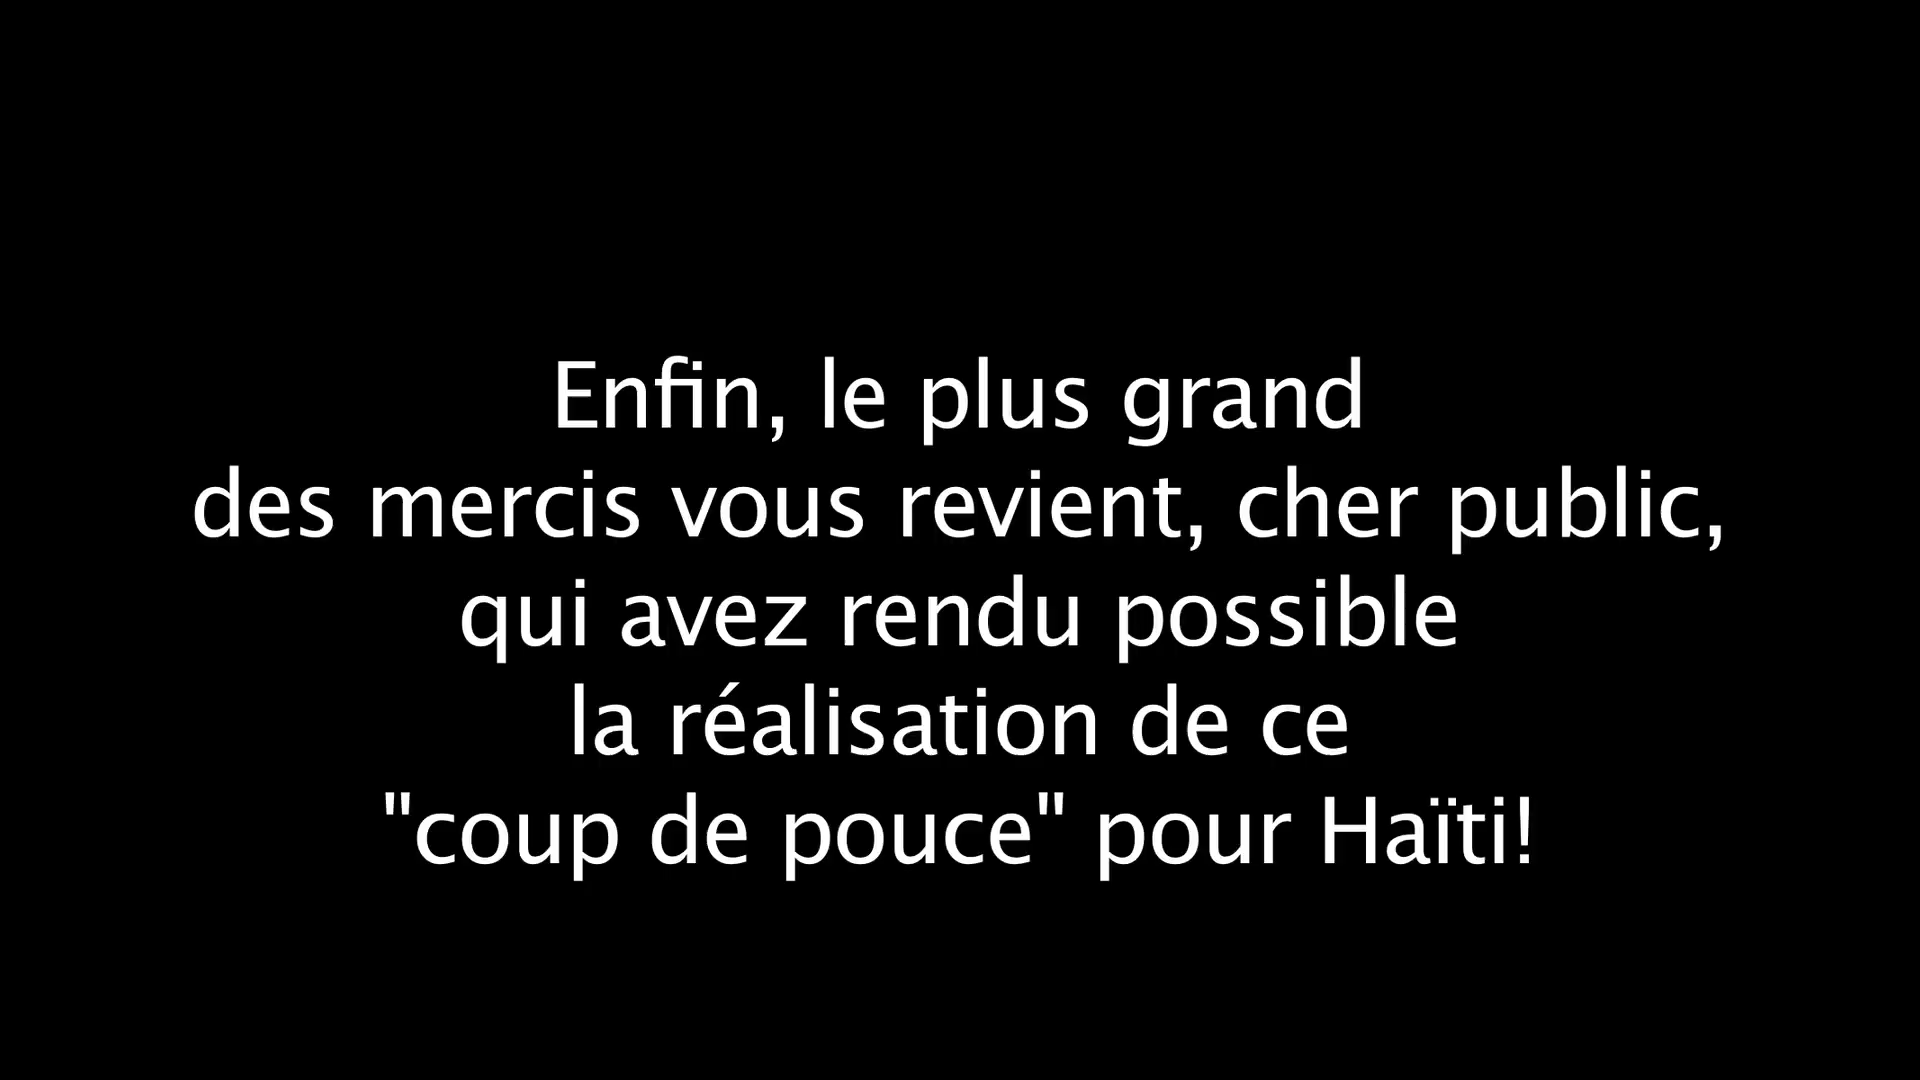 Enfin, le plus grand
des mercis vous revient, cher public,
qui avez rendu possible
la réalisation de ce
"coup de pouce" pour Haïti!